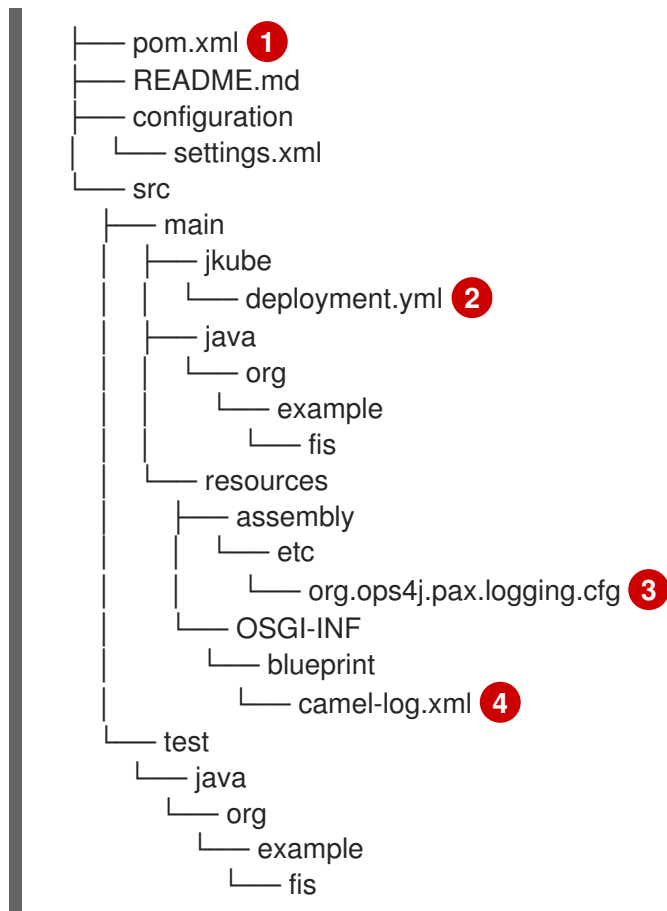 ├── pom.xml 1
├── README.md
├── configuration
│   └── settings.xml
└── src
    ├── main
    │   ├── jkube
    │   │   └── deployment.yml 2
    │   ├── java
    │   │   └── org
    │   │       └── example
    │   │           └── fis
    │   └── resources
    │       ├── assembly
    │       │   └── etc
    │       │       └── org.ops4j.pax.logging.cfg 3
    │       └── OSGI-INF
    │           └── blueprint
    │               └── camel-log.xml 4
    └── test
        └── java
            └── org
                └── example
                    └── fis